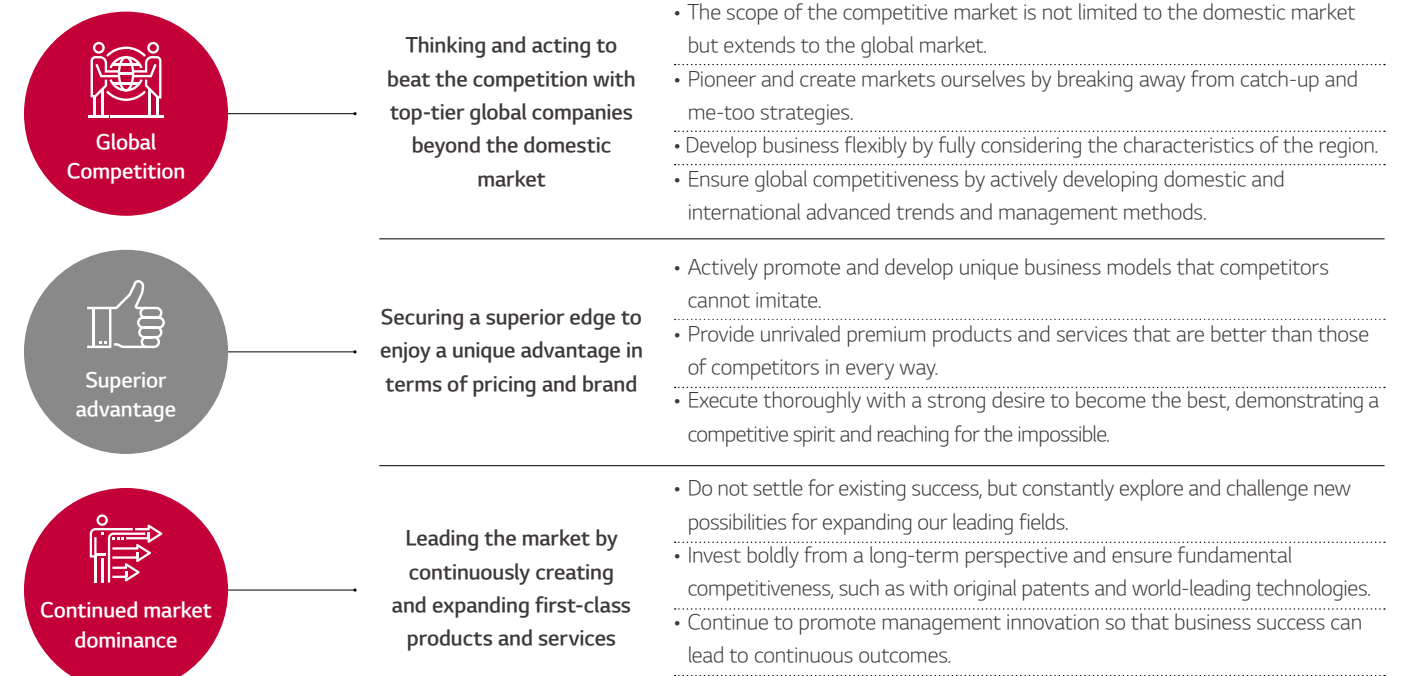 Global
Competition
Thinking and acting to
beat the competition with
top-tier global companies
beyond the domestic
market
• The scope of the competitive market is not limited to the domestic market
but extends to the global market.
• Pioneer and create markets ourselves by breaking away from catch-up and
me-too strategies.
• Develop business flexibly by fully considering the characteristics of the region.
• Ensure global competitiveness by actively developing domestic and
international advanced trends and management methods.
Superior
advantage
Securing a superior edge to
enjoy a unique advantage in
terms of pricing and brand
• Actively promote and develop unique business models that competitors
cannot imitate.
• Provide unrivaled premium products and services that are better than those
of competitors in every way.
• Execute thoroughly with a strong desire to become the best, demonstrating a
competitive spirit and reaching for the impossible.
Continued market
dominance
Leading the market by
continuously creating
and expanding first-class
products and services
• Do not settle for existing success, but constantly explore and challenge new
possibilities for expanding our leading fields.
• Invest boldly from a long-term perspective and ensure fundamental
competitiveness, such as with original patents and world-leading technologies.
• Continue to promote management innovation so that business success can
lead to continuous outcomes.